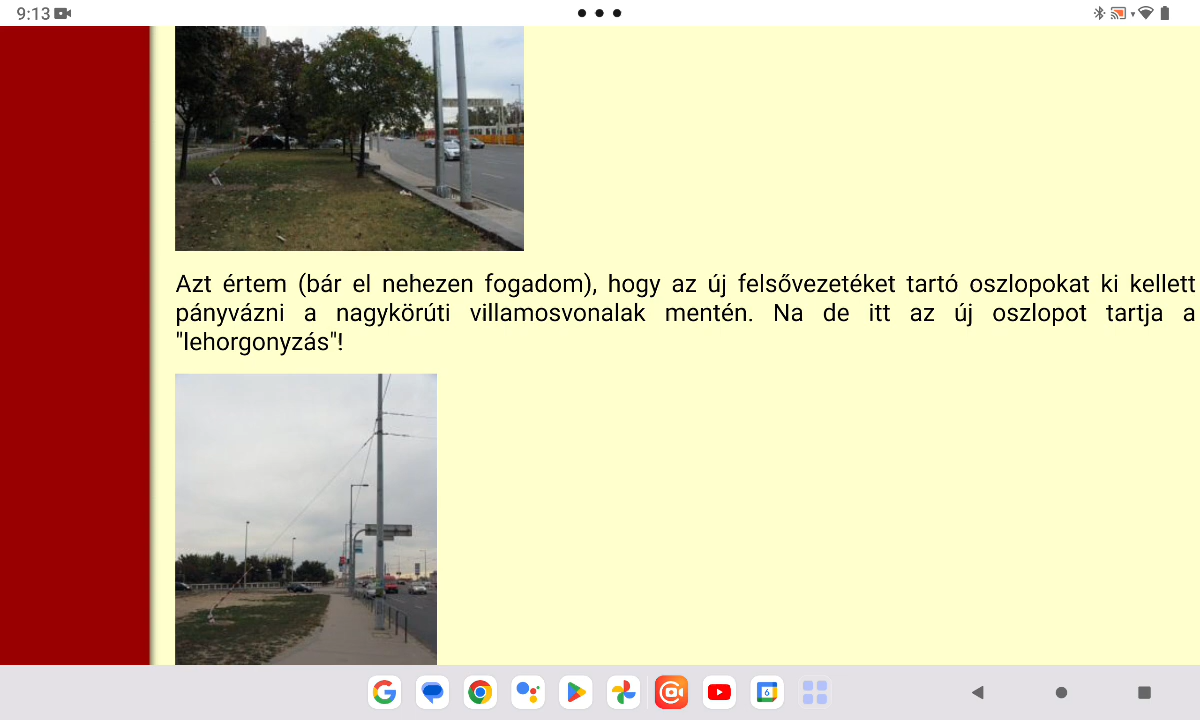 9:13
Azt értem (bár el nehezen fogadom), hogy az új felsővezetéket tartó oszlopokat ki kellett
pányvázni a nagykörúti villamosvonalak mentén. Na de itt az új oszlopot tartja a
"lehorgonyzás"!
6